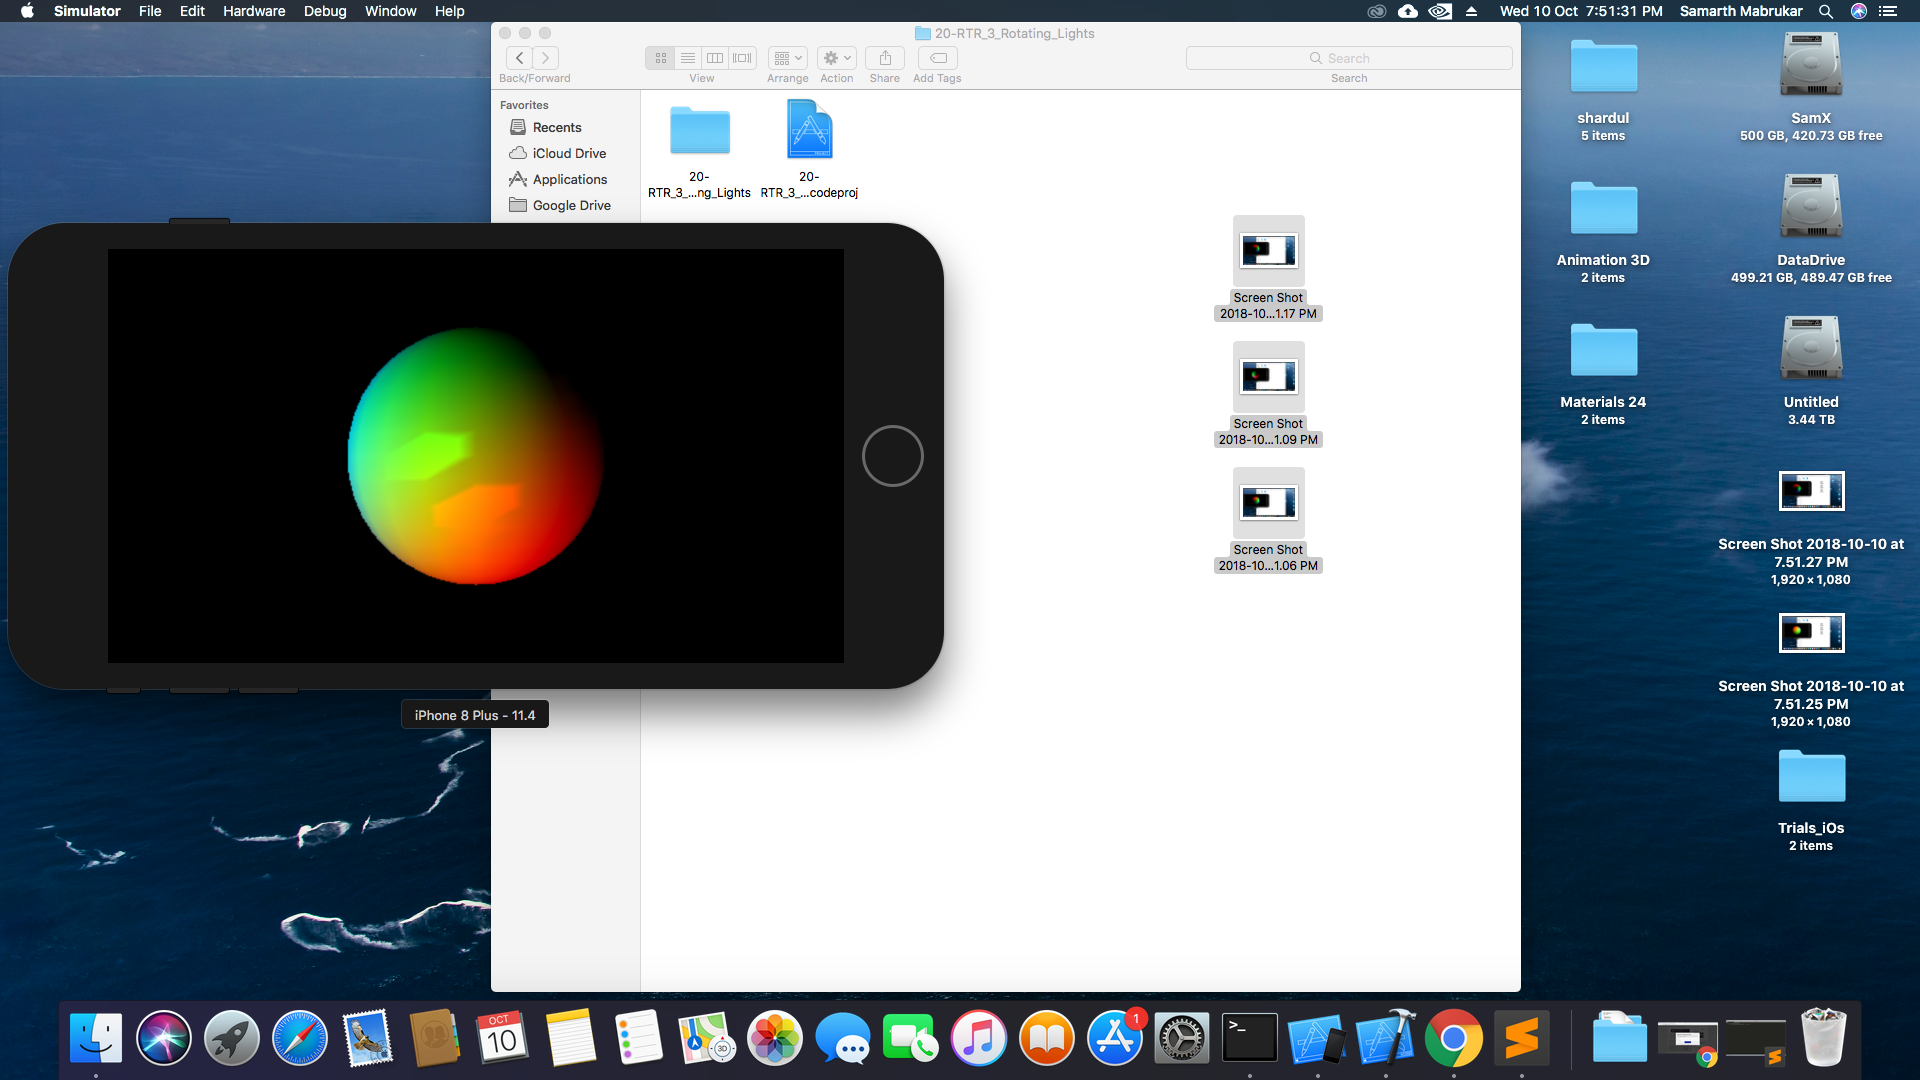 Simulator File Edit Hardware Debug Window Help
Wed 10 Oct 7:51:31 PM Samarth Mabrukar
20-RTR_3_Rotating_Lights
Search
Back/Forward View Arrange Action Share Add Tags Search
Favorites
Recents
iCloud Drive
Applications
Google Drive
20-
RTR_3_...ng_Lights
20-
RTR_3_...codeproj
Screen Shot
2018-10...1.17 PM
Screen Shot
2018-10...1.09 PM
Screen Shot
2018-10...1.06 PM
iPhone 8 Plus - 11.4
shardul
5 items
SamX
500 GB, 420.73 GB free
Animation 3D
2 items
DataDrive
499.21 GB, 489.47 GB free
Materials 24
2 items
Untitled
3.44 TB
Screen Shot 2018-10-10 at
7.51.27 PM
1,920 × 1,080
Screen Shot 2018-10-10 at
7.51.25 PM
1,920 × 1,080
Trials_iOs
2 items
OCT
10
3D
1
>_